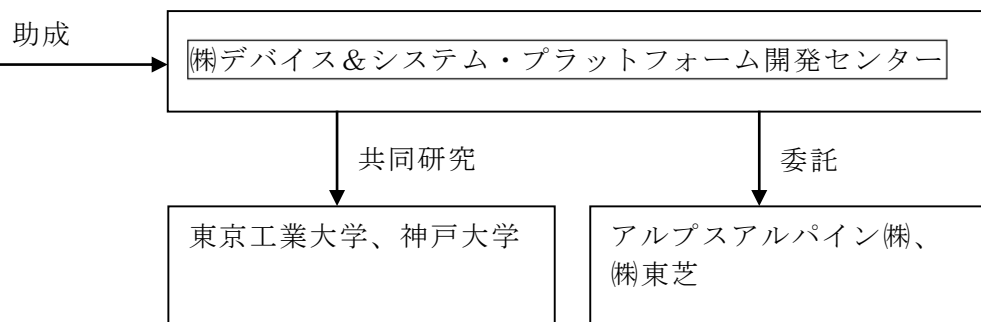 助成
㈱デバイス＆システム・プラットフォーム開発センター
共同研究
委託
東京工業大学、神戸大学
アルプスアルパイン㈱、
㈱東芝